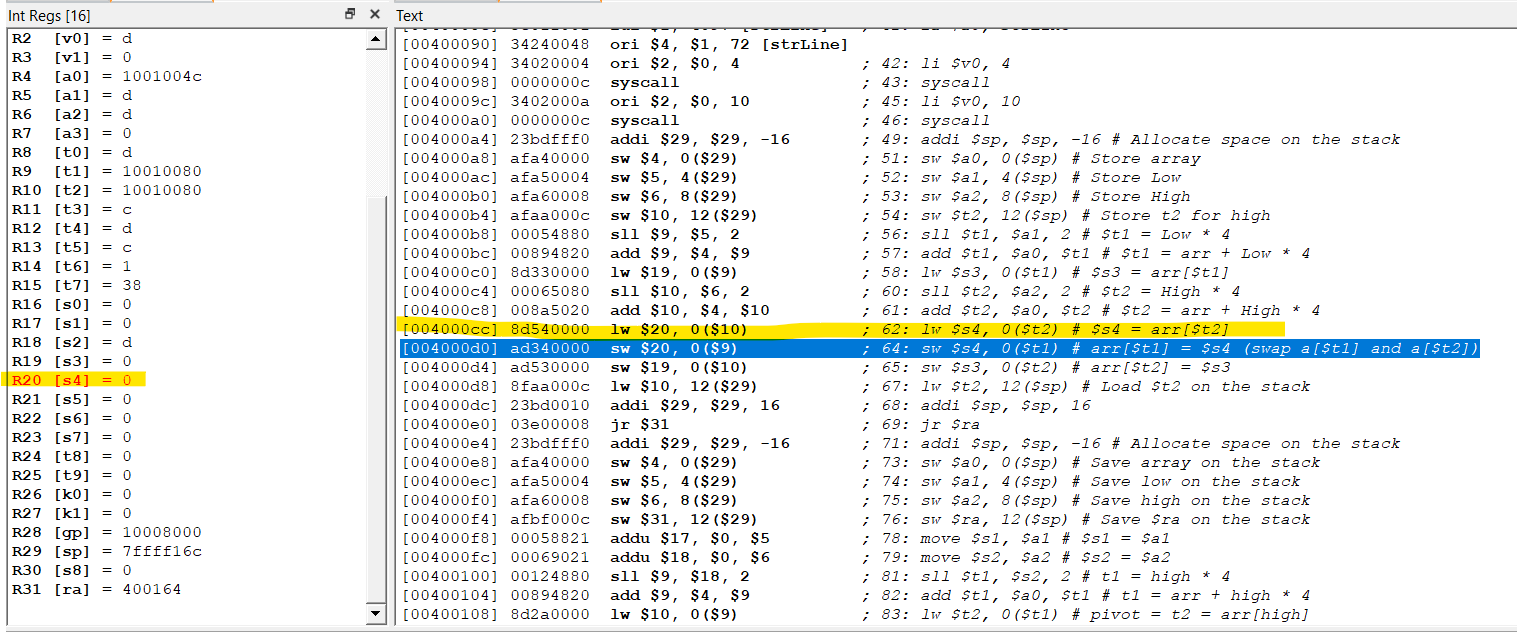 Int Regs [16]
R2 [v0] = d
R3 [v1] = 0
R4 [a0] = 1001004c
R5 [a1] = d
R6 [a2] = d
R7 [a3] = 0
R8 [t0] = d
R9 [t1] = 10010080
R10 [t2] = 10010080
R11 [t3] = c
R12 [t4] = d
R13 [t5] = c
R14 [t6] = 1
R15 [t7] = 38
R16 [s0] = 0
R17 [s1] = 0
R18 [s2] = d
R19 [s3] = 0
R20 [s4] = 0
R21 [s5] = 0
R22 [s6] = 0
R23 [s7] = 0
R24 [t8] = 0
R25 [t9] = 0
R26 [k0] = 0
R27 [k1] = 0
R28 [gp] = 10008000
R29 [sp] = 7ffff16c
R30 [s8] = 0
R31 [ra] = 400164
Text
[00400090] 34240048 ori $4, $1, 72 [strLine]
[00400094] 34020004 ori $2, $0, 4 ; 42: li $v0, 4
[00400098] 0000000c syscall ; 43: syscall
[0040009c] 3402000a ori $2, $0, 10 ; 45: li $v0, 10
[004000a0] 0000000c syscall ; 46: syscall
[004000a4] 23bdfff0 addi $29, $29, -16 ; 49: addi $sp, $sp, -16 # Allocate space on the stack
[004000a8] afa40000 sw $4, 0($29) ; 51: sw $a0, 0($sp) # Store array
[004000ac] afa50004 sw $5, 4($29) ; 52: sw $a1, 4($sp) # Store Low
[004000b0] afa60008 sw $6, 8($29) ; 53: sw $a2, 8($sp) # Store High
[004000b4] afaa000c sw $10, 12($29) ; 54: sw $t2, 12($sp) # Store t2 for high
[004000b8] 00054880 sll $9, $5, 2 ; 56: sll $t1, $a1, 2 # $t1 = Low * 4
[004000bc] 00894820 add $9, $4, $9 ; 57: add $t1, $a0, $t1 # $t1 = arr + Low * 4
[004000c0] 8d330000 lw $19, 0($9) ; 58: lw $s3, 0($t1) # $s3 = arr[$t1]
[004000c4] 00065080 sll $10, $6, 2 ; 60: sll $t2, $a2, 2 # $t2 = High * 4
[004000c8] 008a5020 add $10, $4, $10 ; 61: add $t2, $a0, $t2 # $t2 = arr + High * 4
[004000cc] 8d540000 lw $20, 0($10) ; 62: lw $s4, 0($t2) # $s4 = arr[$t2]
[004000d0] ad340000 sw $20, 0($9) ; 64: sw $s4, 0($t1) # arr[$t1] = $s4 (swap a[$t1] and a[$t2])
[004000d4] ad530000 sw $19, 0($10) ; 65: sw $s3, 0($t2) # arr[$t2] = $s3
[004000d8] 8faa000c lw $10, 12($29) ; 67: lw $t2, 12($sp) # Load $t2 on the stack
[004000dc] 23bd0010 addi $29, $29, 16 ; 68: addi $sp, $sp, 16
[004000e0] 03e00008 jr $31 ; 69: jr $ra
[004000e4] 23bdfff0 addi $29, $29, -16 ; 71: addi $sp, $sp, -16 # Allocate space on the stack
[004000e8] afa40000 sw $4, 0($29) ; 73: sw $a0, 0($sp) # Save array on the stack
[004000ec] afa50004 sw $5, 4($29) ; 74: sw $a1, 4($sp) # Save low on the stack
[004000f0] afa60008 sw $6, 8($29) ; 75: sw $a2, 8($sp) # Save high on the stack
[004000f4] afbf000c sw $31, 12($29) ; 76: sw $ra, 12($sp) # Save $ra on the stack
[004000f8] 00058821 addu $17, $0, $5 ; 78: move $s1, $a1 # $s1 = $a1
[004000fc] 00069021 addu $18, $0, $6 ; 79: move $s2, $a2 # $s2 = $a2
[00400100] 00124880 sll $9, $18, 2 ; 81: sll $t1, $s2, 2 # t1 = high * 4
[00400104] 00894820 add $9, $4, $9 ; 82: add $t1, $a0, $t1 # t1 = arr + high * 4
[00400108] 8d2a0000 lw $10, 0($9) ; 83: lw $t2, 0($t1) # pivot = t2 = arr[high]